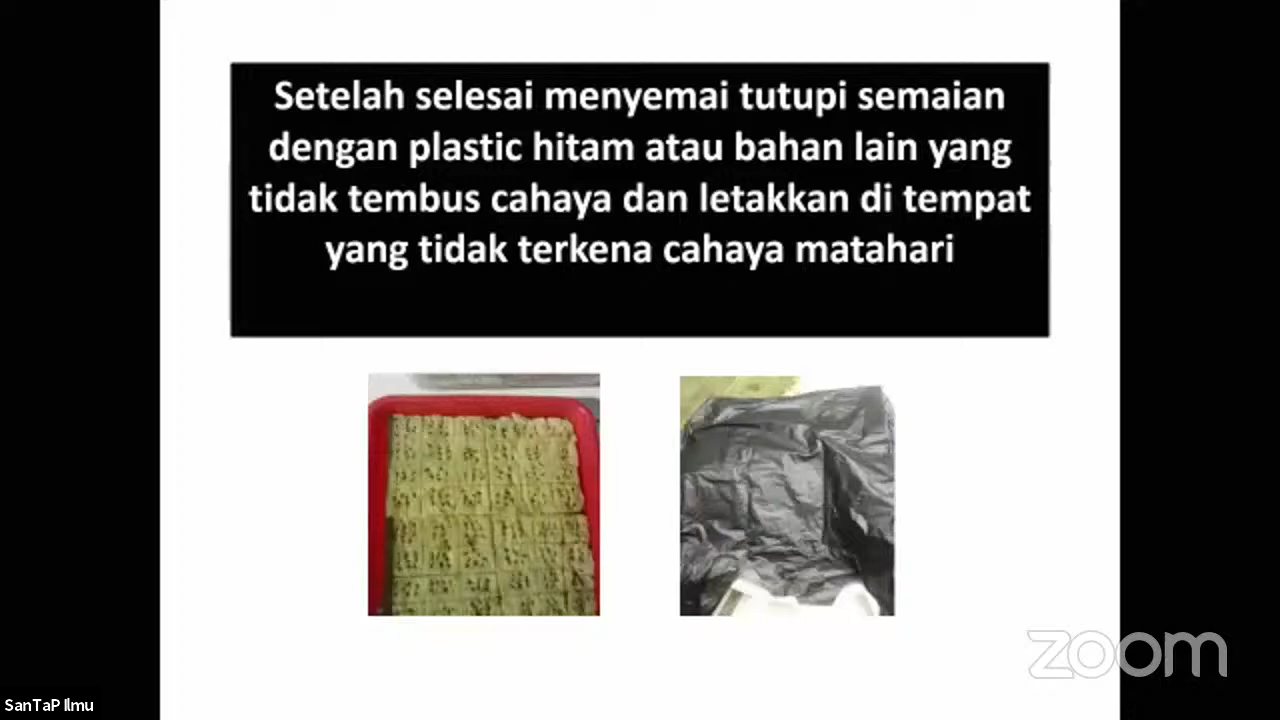 Setelah selesai menyemai tutupi semaian
dengan plastic hitam atau bahan lain yang
tidak tembus cahaya dan letakkan di tempat
yang tidak terkena cahaya matahari
zoom
SanTaP Ilmu